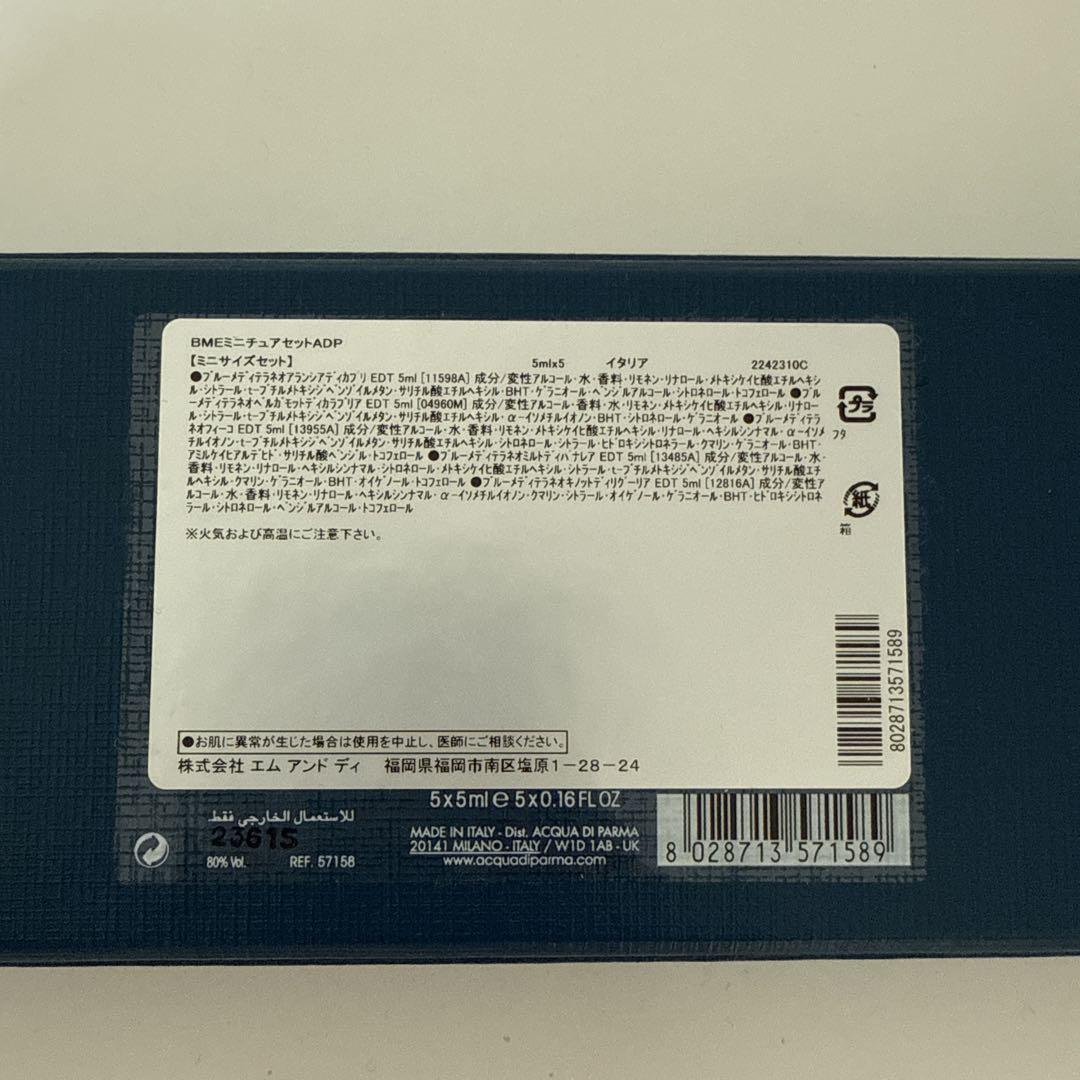 BMEミニチュアセットADP
【ミニサイズセット】 5mlx5 イタリア 2242310C
●ブルーメディテラネオアランシアディカプリ EDT 5ml [11598A] 成分/変性アルコール・水・香料・リモネン・リナロール・メトキシケイヒ酸エチルヘキシ
ル・シトラール・t-ブチルメトキシジベンゾイルメタン・サリチル酸エチルヘキシル・BHT・ゲラニオール・ベンジルアルコール・シトロネロール・トコフェロール ●ブル
ーメディテラネオベルガモットディカラブリア EDT 5ml [04960M] 成分/変性アルコール・香料・水・リモネン・メトキシケイヒ酸エチルヘキシル・リナロー
ル・シトラール・t-ブチルメトキシジベンゾイルメタン・サリチル酸エチルヘキシル・α-イソメチルイオノン・BHT・シトロネロール・ゲラニオール ●ブルーメディテラ
ネオフィーコ EDT 5ml [13955A] 成分/変性アルコール・水・香料・リモネン・メトキシケイヒ酸エチルヘキシル・リナロール・ヘキシルシンナマル・α-イソメ
チルイオノン・t-ブチルメトキシジベンゾイルメタン・サリチル酸エチルヘキシル・シトロネロール・シトラール・ヒドロキシシトロネラール・クマリン・ゲラニオール・BHT・
アミルケイヒアルデヒド・サリチル酸ベンジル・トコフェロール ●ブルーメディテラネオミルトディパナレア EDT 5ml [13485A] 成分/変性アルコール・水・
香料・リモネン・リナロール・ヘキシルシンナマル・シトロネロール・メトキシケイヒ酸エチルヘキシル・シトラール・t-ブチルメトキシジベンゾイルメタン・サリチル酸エチ
ルヘキシル・クマリン・ゲラニオール・BHT・オイゲノール・トコフェロール ●ブルーメディテラネオキノットディリグーリア EDT 5ml [12816A] 成分/変性ア
ルコール・水・香料・リモネン・リナロール・ヘキシルシンナマル・α-イソメチルイオノン・クマリン・シトラール・オイゲノール・ゲラニオール・BHT・ヒドロキシシトロネ
ラール・シトロネロール・ベンジルアルコール・トコフェロール
※火気および高温にご注意下さい。
プラ
フタ
紙
箱
8028713571589
●お肌に異常が生じた場合は使用を中止し、医師にご相談ください。
株式会社 エム アンド ディ 福岡県福岡市南区塩原1-28-24
5x5ml e 5x0.16FL OZ
للاستعمال الخارجي فقط
23615
80% Vol. REF. 57158
MADE IN ITALY - Dist. ACQUA DI PARMA
20141 MILANO - ITALY / W1D 1AB - UK
www.acquadiparma.com
8 028713 571589